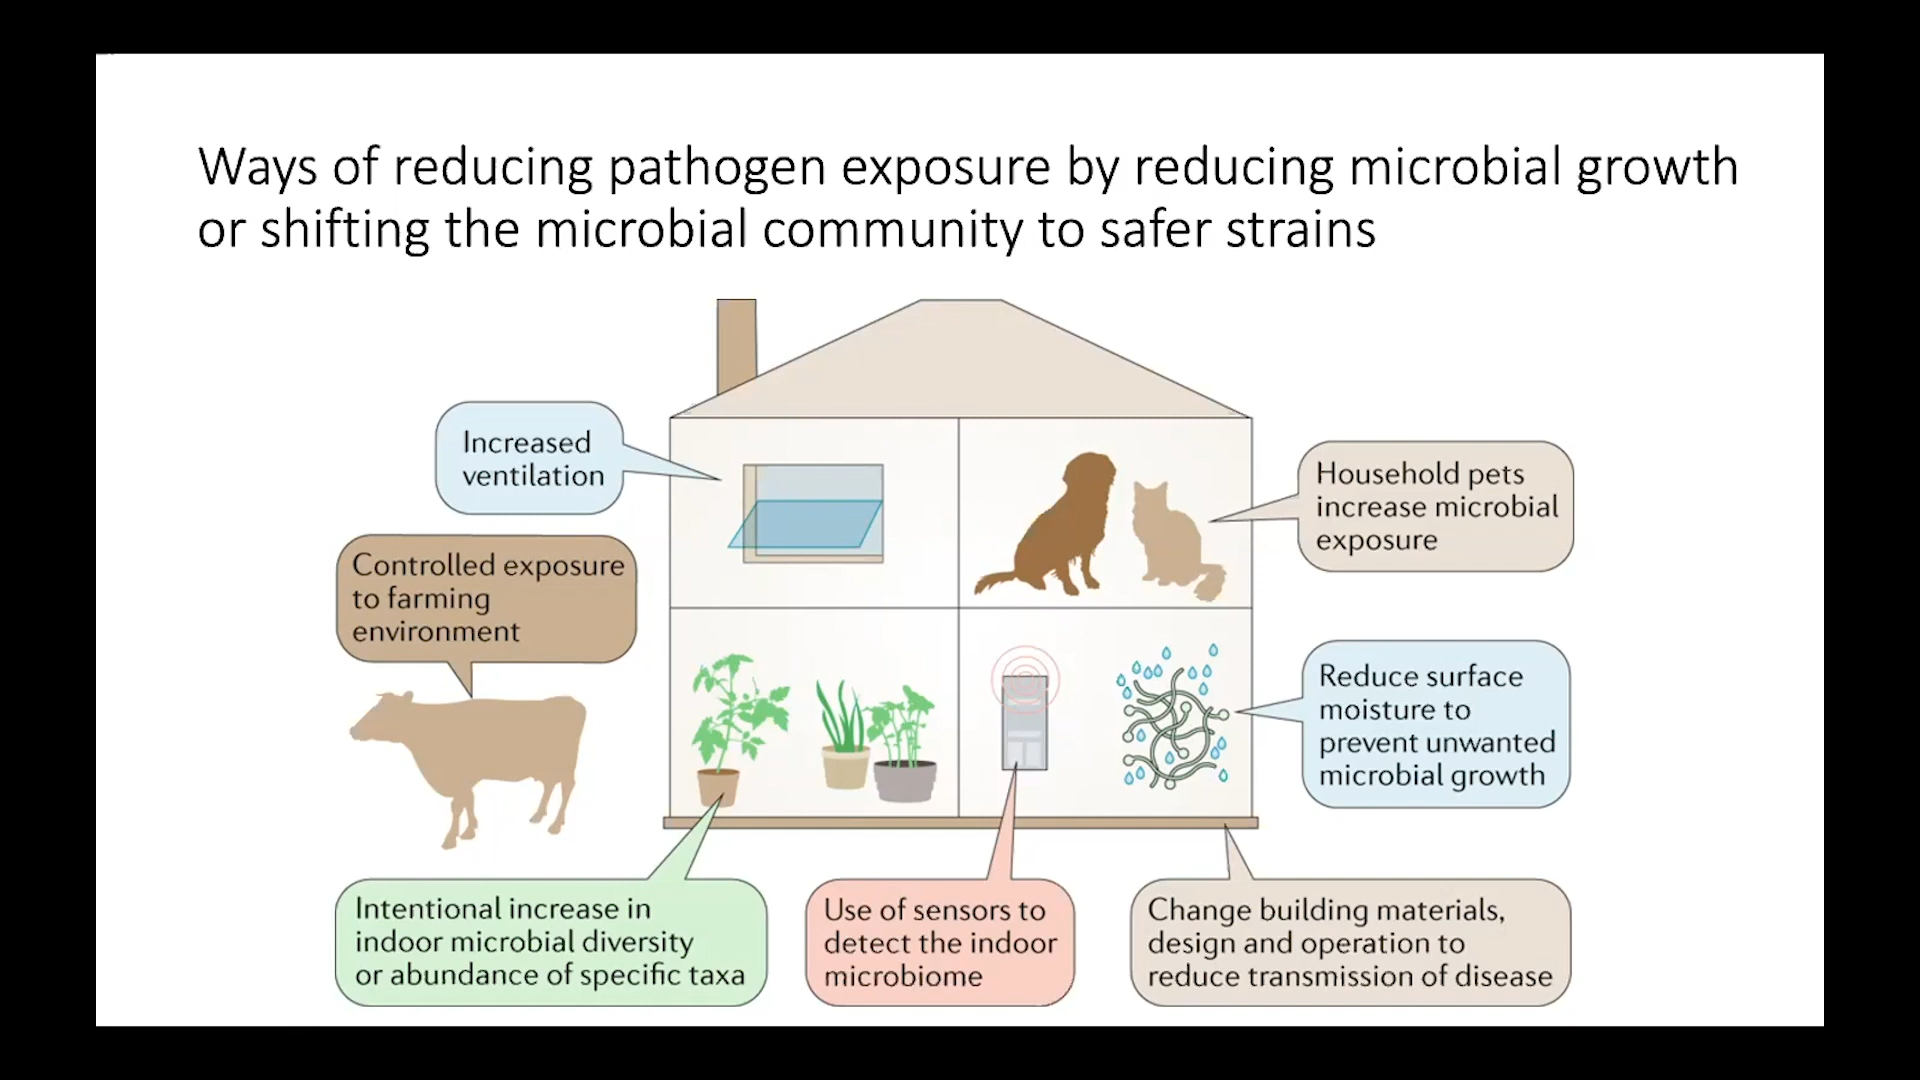 Ways of reducing pathogen exposure by reducing microbial growth
or shifting the microbial community to safer strains
Increased
ventilation
Household pets
increase microbial
exposure
Controlled exposure
to farming
environment
Reduce surface
moisture to
prevent unwanted
microbial growth
Intentional increase in
indoor microbial diversity
or abundance of specific taxa
Use of sensors to
detect the indoor
microbiome
Change building materials,
design and operation to
reduce transmission of disease